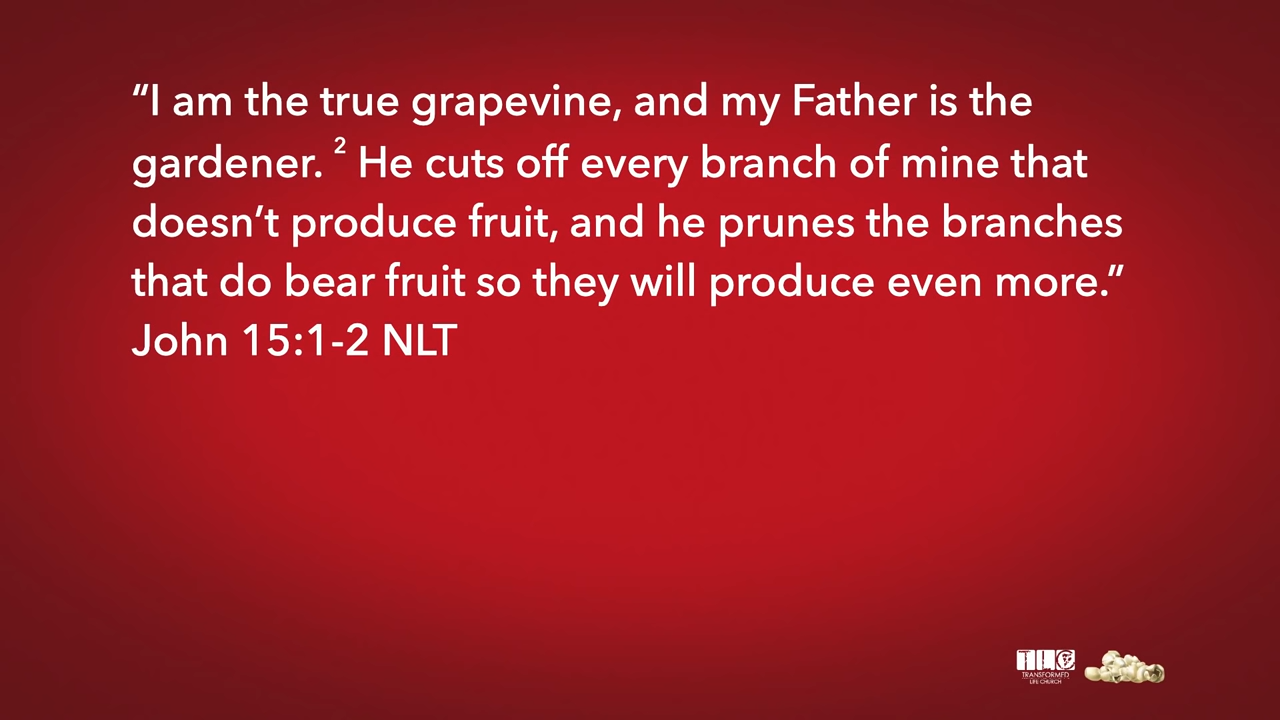 “I am the true grapevine, and my Father is the
gardener. ² He cuts off every branch of mine that
doesn’t produce fruit, and he prunes the branches
that do bear fruit so they will produce even more.”
John 15:1-2 NLT
TLC
TRANSFORMED
LIFE CHURCH